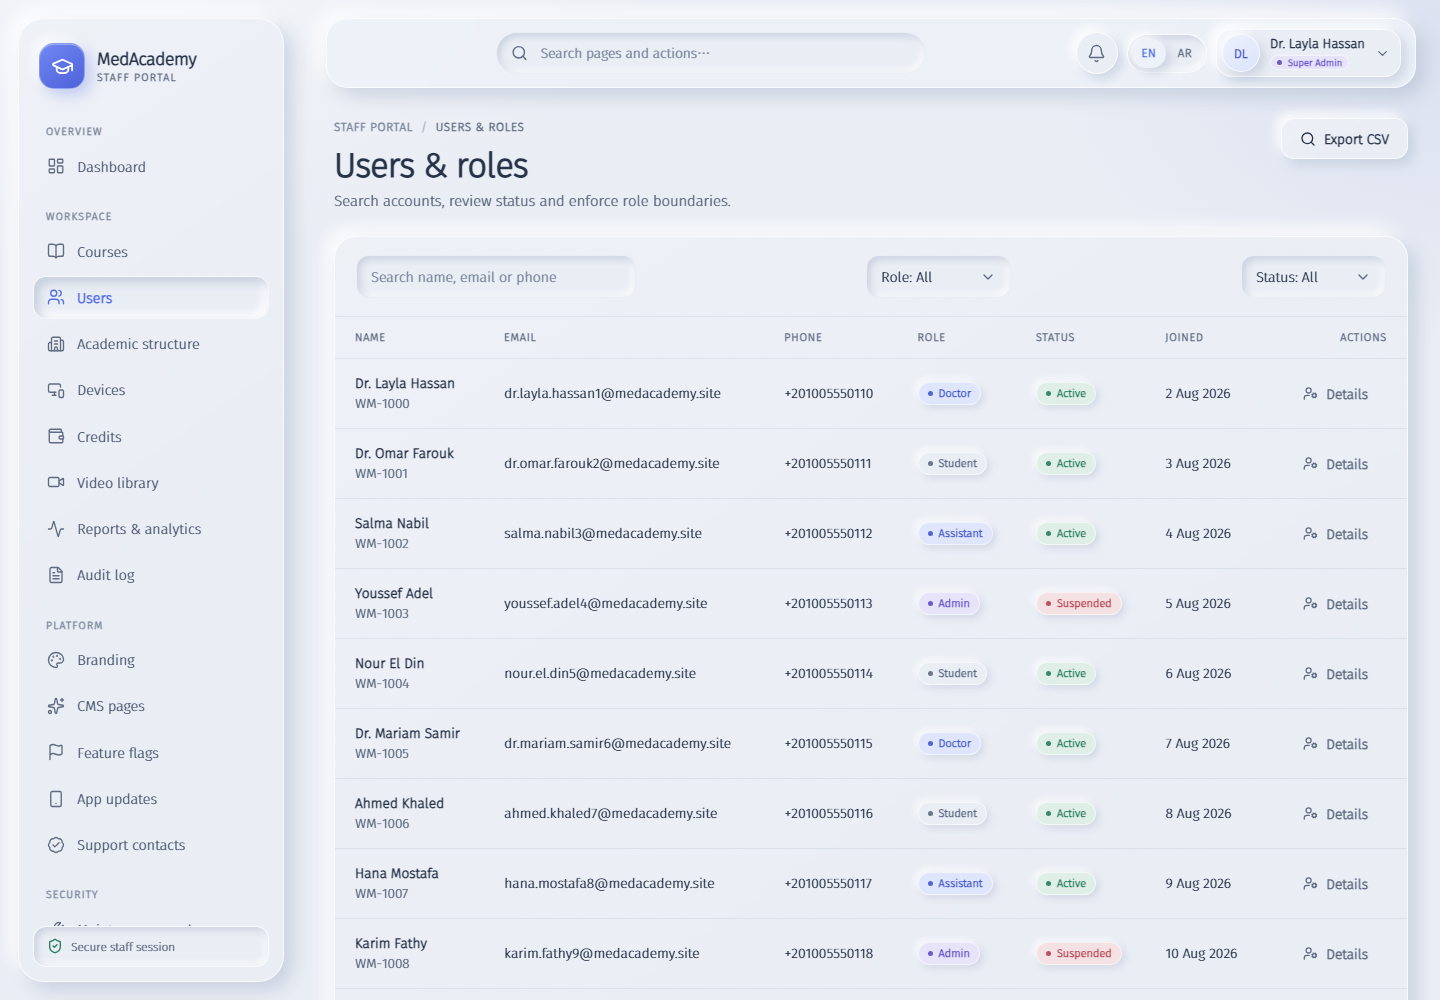 MedAcademy
STAFF PORTAL
OVERVIEW
Dashboard
WORKSPACE
Courses
Users
Academic structure
Devices
Credits
Video library
Reports & analytics
Audit log
PLATFORM
Branding
CMS pages
Feature flags
App updates
Support contacts
SECURITY
Secure staff session
Search pages and actions···
EN AR
DL
Dr. Layla Hassan
Super Admin
STAFF PORTAL / USERS & ROLES
Users & roles
Search accounts, review status and enforce role boundaries.
Export CSV
Search name, email or phone
Role: All
Status: All
NAME EMAIL PHONE ROLE STATUS JOINED ACTIONS
Dr. Layla Hassan
WM-1000
dr.layla.hassan1@medacademy.site +201005550110 Doctor Active 2 Aug 2026 Details
Dr. Omar Farouk
WM-1001
dr.omar.farouk2@medacademy.site +201005550111 Student Active 3 Aug 2026 Details
Salma Nabil
WM-1002
salma.nabil3@medacademy.site +201005550112 Assistant Active 4 Aug 2026 Details
Youssef Adel
WM-1003
youssef.adel4@medacademy.site +201005550113 Admin Suspended 5 Aug 2026 Details
Nour El Din
WM-1004
nour.el.din5@medacademy.site +201005550114 Student Active 6 Aug 2026 Details
Dr. Mariam Samir
WM-1005
dr.mariam.samir6@medacademy.site +201005550115 Doctor Active 7 Aug 2026 Details
Ahmed Khaled
WM-1006
ahmed.khaled7@medacademy.site +201005550116 Student Active 8 Aug 2026 Details
Hana Mostafa
WM-1007
hana.mostafa8@medacademy.site +201005550117 Assistant Active 9 Aug 2026 Details
Karim Fathy
WM-1008
karim.fathy9@medacademy.site +201005550118 Admin Suspended 10 Aug 2026 Details